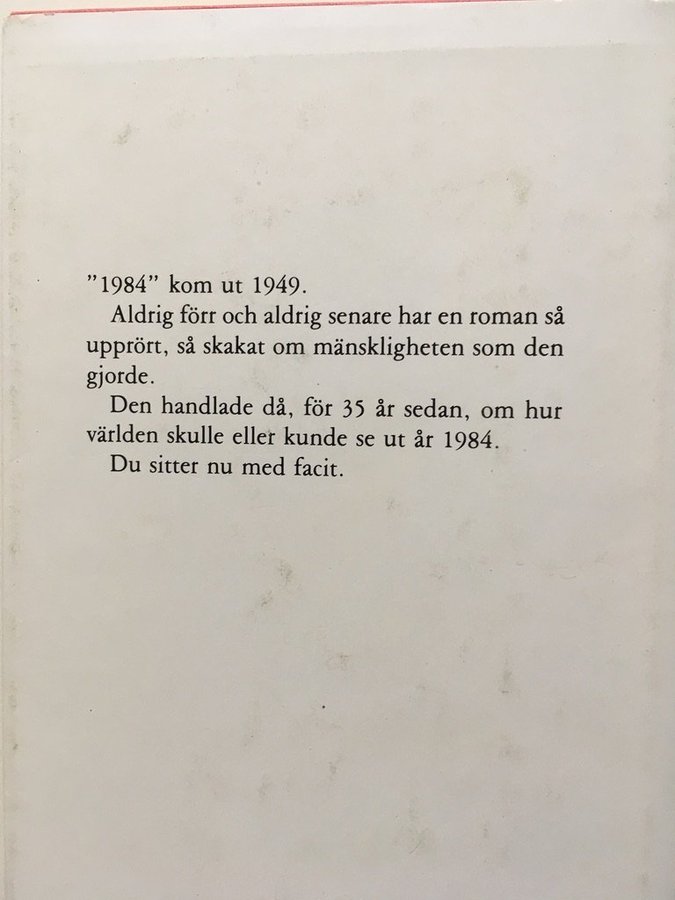 ”1984” kom ut 1949.
Aldrig förr och aldrig senare har en roman så
upprört, så skakat om mänskligheten som den
gjorde.
Den handlade då, för 35 år sedan, om hur
världen skulle eller kunde se ut år 1984.
Du sitter nu med facit.